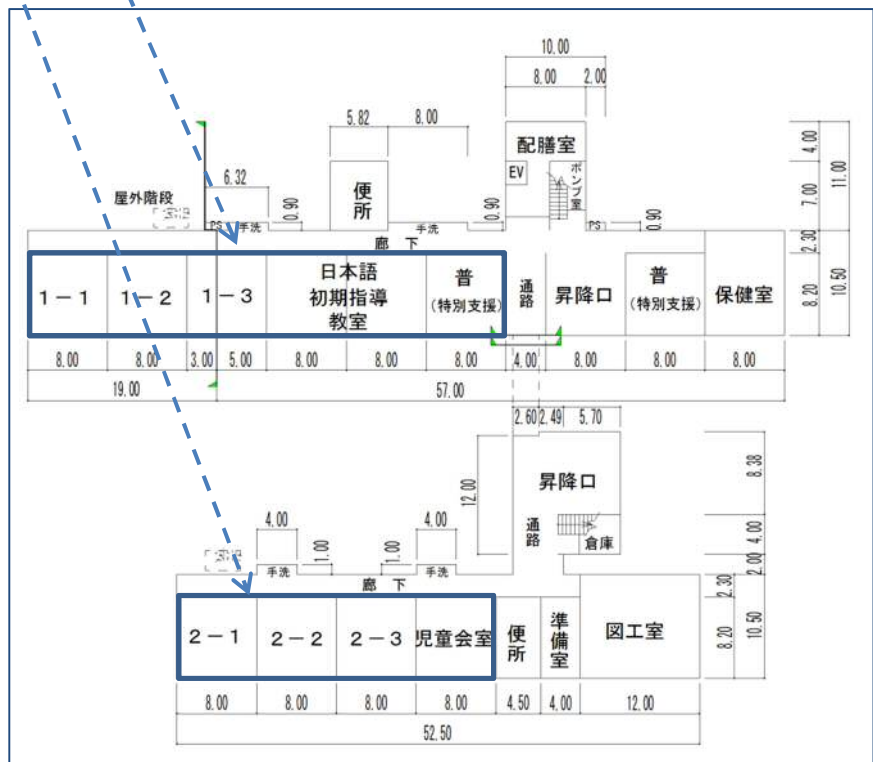 10.00
8.00 2.00
5.82 8.00
配膳室
4.00
EV
ポンプ室
7.00
11.00
6.32
屋外階段
便所
0.90
0.90
0.90
PS
手洗
手洗
PS
廊下
2.30
1-1
1-2
1-3
日本語
初期指導
教室
普
(特別支援)
通路
昇降口
普
(特別支援)
保健室
8.20
10.50
8.00 8.00 3.00 5.00 8.00 8.00 8.00 4.00 8.00 8.00 8.00
19.00 57.00
2.60 2.49 5.70
12.00
昇降口
8.38
通路
倉庫
4.00
4.00 4.00
1.00 1.00
2.00
手洗
手洗
廊下
2.30
2-1
2-2
2-3
児童会室
便所
準備室
図工室
8.20
10.50
8.00 8.00 8.00 8.00 4.50 4.00 12.00
52.50